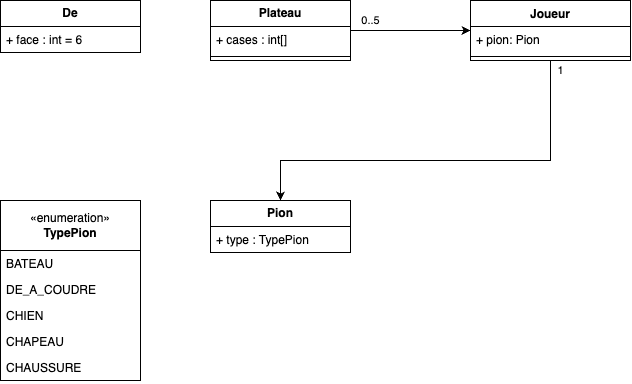 De
+ face : int = 6
Plateau
+ cases : int[]
0..5
Joueur
+ pion: Pion
1
«enumeration»
TypePion
BATEAU
DE_A_COUDRE
CHIEN
CHAPEAU
CHAUSSURE
Pion
+ type : TypePion